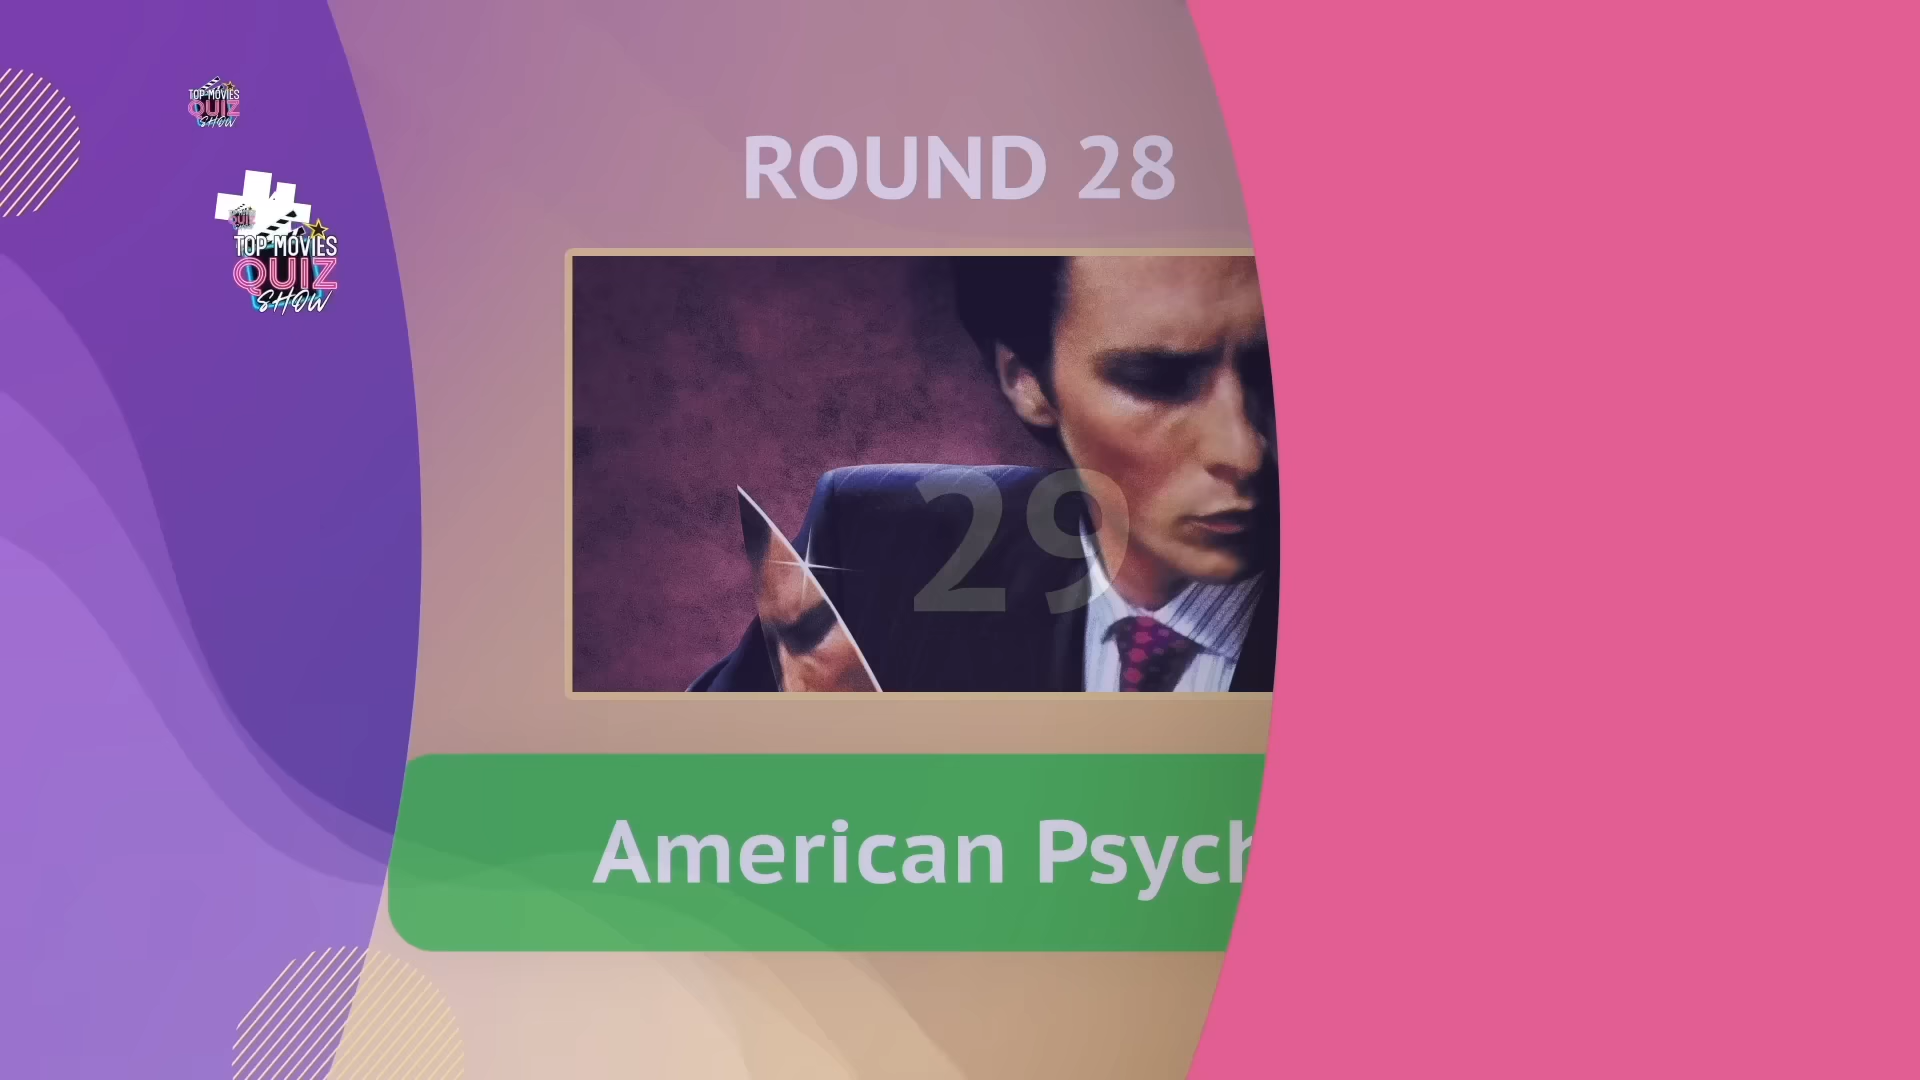 TOP MOVIES
QUIZ
SHOW
ROUND 28
TOP MOVIES
QUIZ
SHOW
29
American Psych